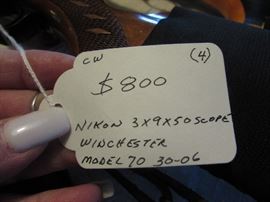 CW (4)
$800
NIKON 3X9X50 SCOPE
WINCHESTER
MODEL 70 30-06